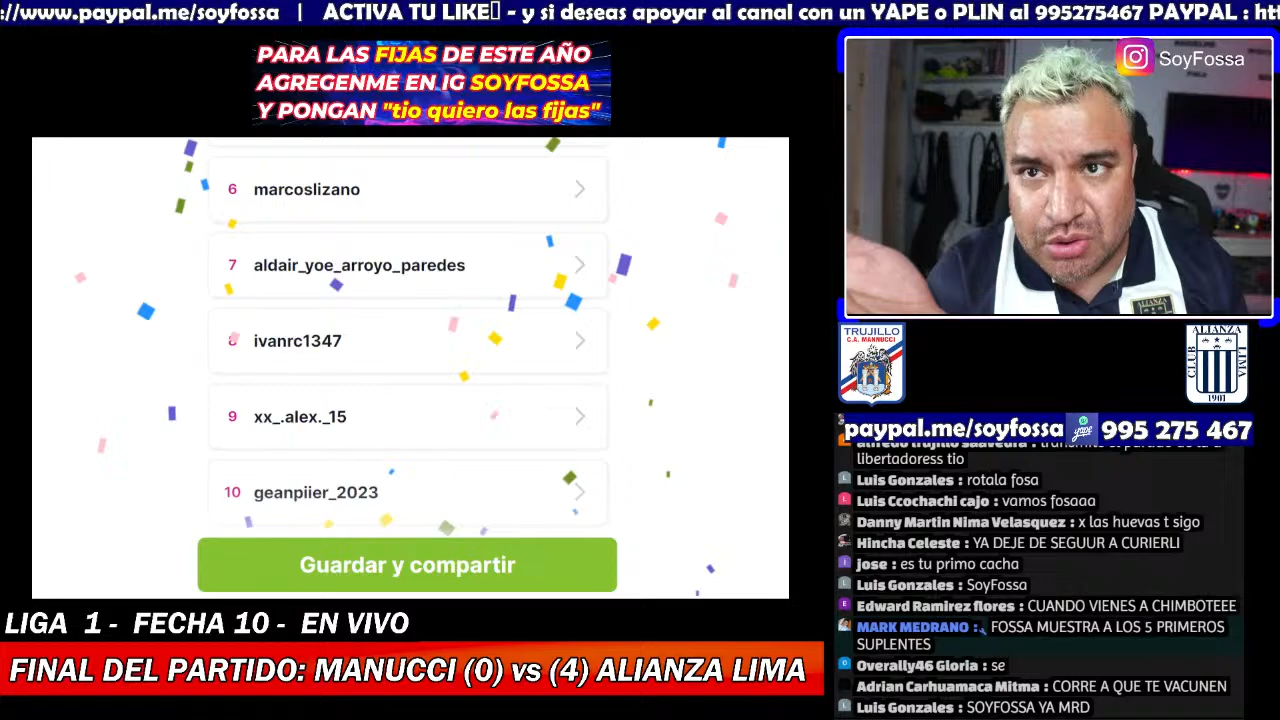 ://www.paypal.me/soyfossa | ACTIVA TU LIKE - y si deseas apoyar al canal con un YAPE o PLIN al 995275467 PAYPAL : htt
PARA LAS FIJAS DE ESTE AÑO
AGREGENME EN IG SOYFOSSA
Y PONGAN "tio quiero las fijas"
SoyFossa
6 marcoslizano
7 aldair_yoe_arroyo_paredes
8 ivanrc1347
9 xx_.alex._15
10 geanpiier_2023
Guardar y compartir
ALIANZA
TRUJILLO
C.A. MANNUCCI
CLUB ALIANZA LIMA
1901
paypal.me/soyfossa yape 995 275 467
alfredo trujillo saavedra :
libertadoress tio
Luis Gonzales : rotala fosa
Luis Ccochachi cajo : vamos fosaaa
Danny Martin Nima Velasquez : x las huevas t sigo
Hincha Celeste : YA DEJE DE SEGUUR A CURIERLI
jose : es tu primo cacha
Luis Gonzales : SoyFossa
Edward Ramirez flores : CUANDO VIENES A CHIMBOTEEE
MARK MEDRANO : FOSSA MUESTRA A LOS 5 PRIMEROS
SUPLENTES
Overally46 Gloria : se
Adrian Carhuamaca Mitma : CORRE A QUE TE VACUNEN
Luis Gonzales : SOYFOSSA YA MRD
LIGA 1 - FECHA 10 - EN VIVO
FINAL DEL PARTIDO: MANUCCI (0) vs (4) ALIANZA LIMA